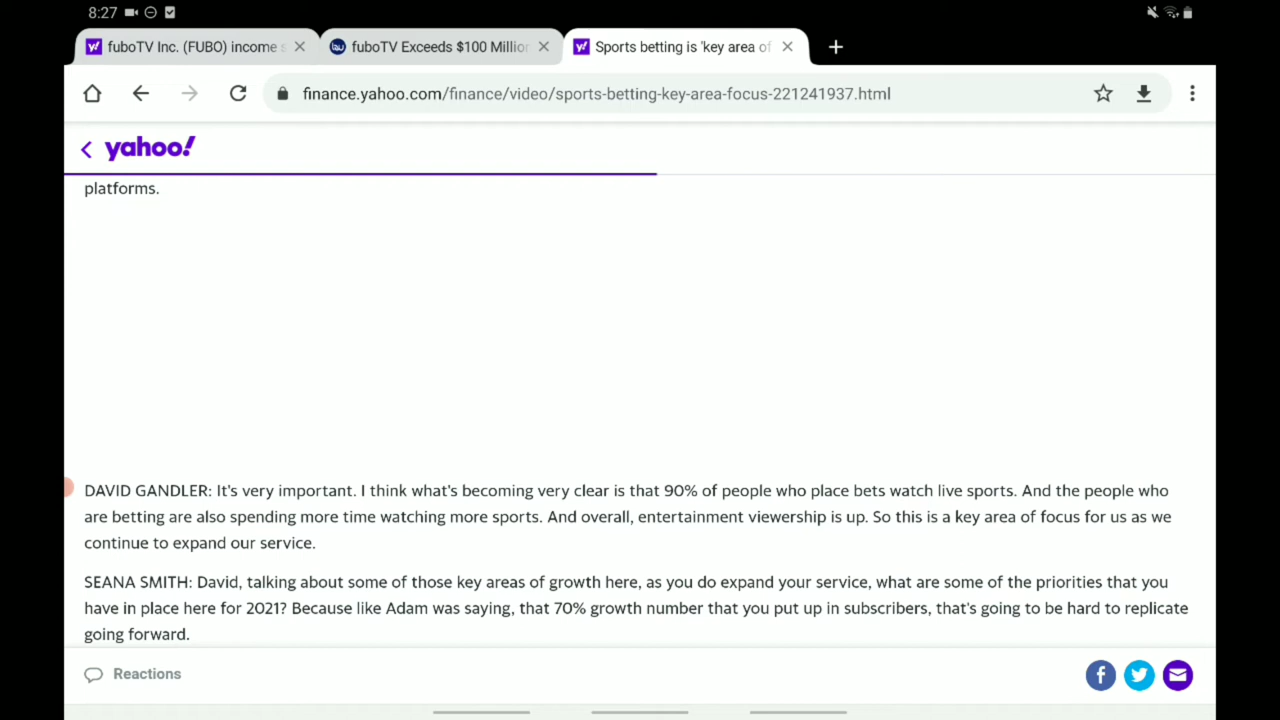 8:27
fuboTV Inc. (FUBO) income s
fuboTV Exceeds $100 Million
Sports betting is 'key area of
finance.yahoo.com/finance/video/sports-betting-key-area-focus-221241937.html
yahoo!
platforms.
DAVID GANDLER: It's very important. I think what's becoming very clear is that 90% of people who place bets watch live sports. And the people who
are betting are also spending more time watching more sports. And overall, entertainment viewership is up. So this is a key area of focus for us as we
continue to expand our service.
SEANA SMITH: David, talking about some of those key areas of growth here, as you do expand your service, what are some of the priorities that you
have in place here for 2021? Because like Adam was saying, that 70% growth number that you put up in subscribers, that's going to be hard to replicate
going forward.
Reactions